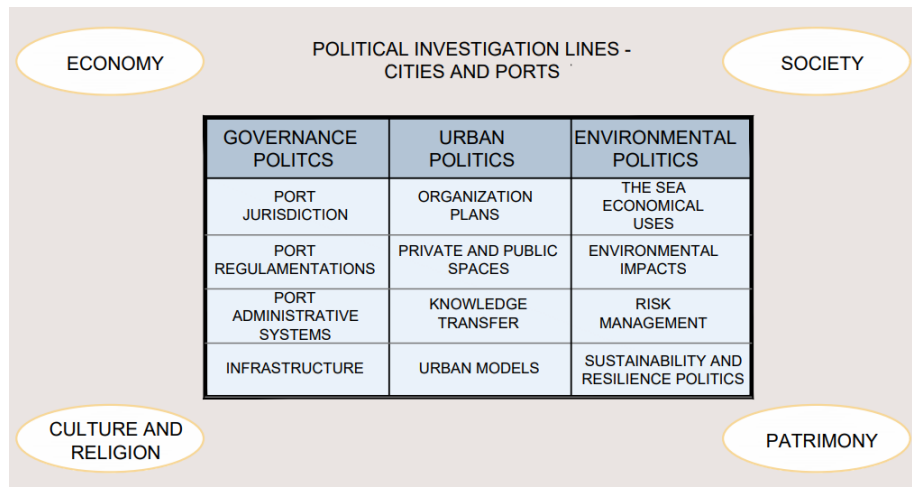 ECONOMY
POLITICAL INVESTIGATION LINES -
CITIES AND PORTS
SOCIETY
GOVERNANCE
POLITCS
URBAN
POLITICS
ENVIRONMENTAL
POLITICS
PORT
JURISDICTION
ORGANIZATION
PLANS
THE SEA
ECONOMICAL
USES
PORT
REGULAMENTATIONS
PRIVATE AND PUBLIC
SPACES
ENVIRONMENTAL
IMPACTS
PORT
ADMINISTRATIVE
SYSTEMS
KNOWLEDGE
TRANSFER
RISK
MANAGEMENT
INFRASTRUCTURE
URBAN MODELS
SUSTAINABILITY AND
RESILIENCE POLITICS
CULTURE AND
RELIGION
PATRIMONY